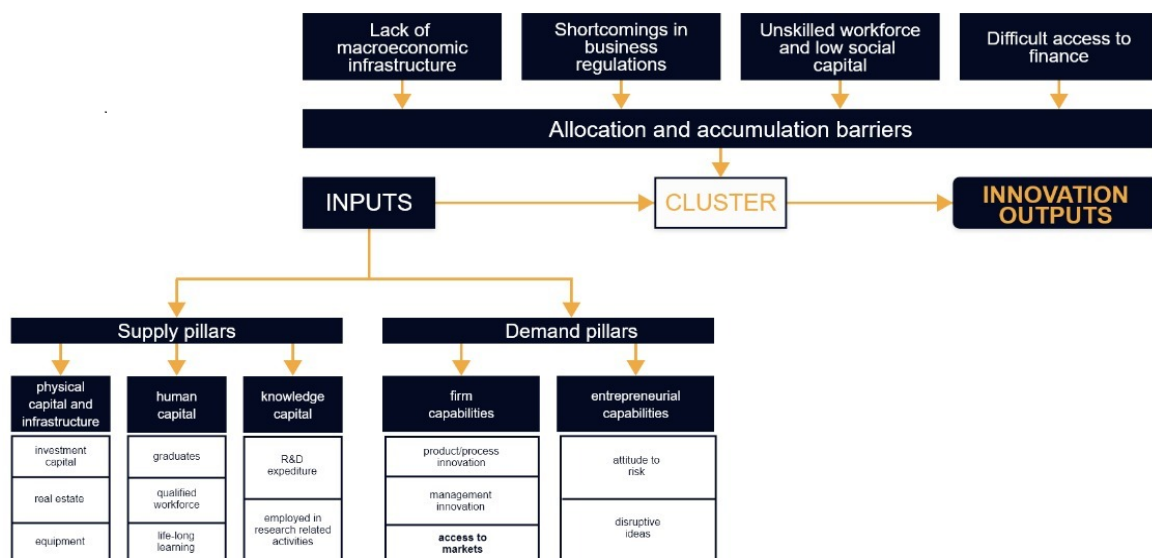 Lack of
macroeconomic
infrastructure
Shortcomings in
business
regulations
Unskilled workforce
and low social
capital
Difficult access to
finance
Allocation and accumulation barriers
INPUTS
CLUSTER
INNOVATION
OUTPUTS
Supply pillars
Demand pillars
physical
capital and
infrastructure
human
capital
knowledge
capital
firm
capabilities
entrepreneurial
capabilities
investment
capital
real estate
equipment
graduates
qualified
workforce
life-long
learning
R&D
expediture
employed in
research related
activities
product/process
innovation
management
innovation
access to
markets
attitude to
risk
disruptive
ideas